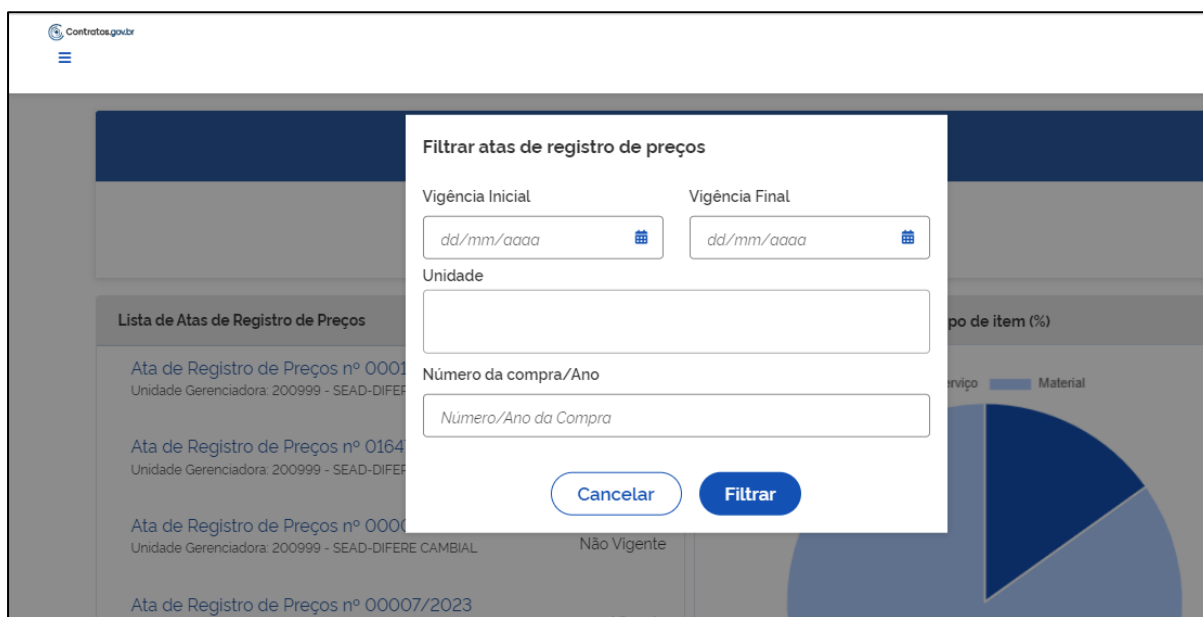 Contratos.gov.br
Filtrar atas de registro de preços
Vigência Inicial
Vigência Final
dd/mm/aaaa
dd/mm/aaaa
Unidade
Número da compra/Ano
Número/Ano da Compra
Cancelar
Filtrar
Lista de Atas de Registro de Preços
po de item (%)
Ata de Registro de Preços nº 0001
Unidade Gerenciadora: 200999 - SEAD-DIFER
erviço
Material
Ata de Registro de Preços nº 0164
Unidade Gerenciadora: 200999 - SEAD-DIFER
Ata de Registro de Preços nº 0000
Unidade Gerenciadora: 200999 - SEAD-DIFERE CAMBIAL
Não Vigente
Ata de Registro de Preços nº 00007/2023